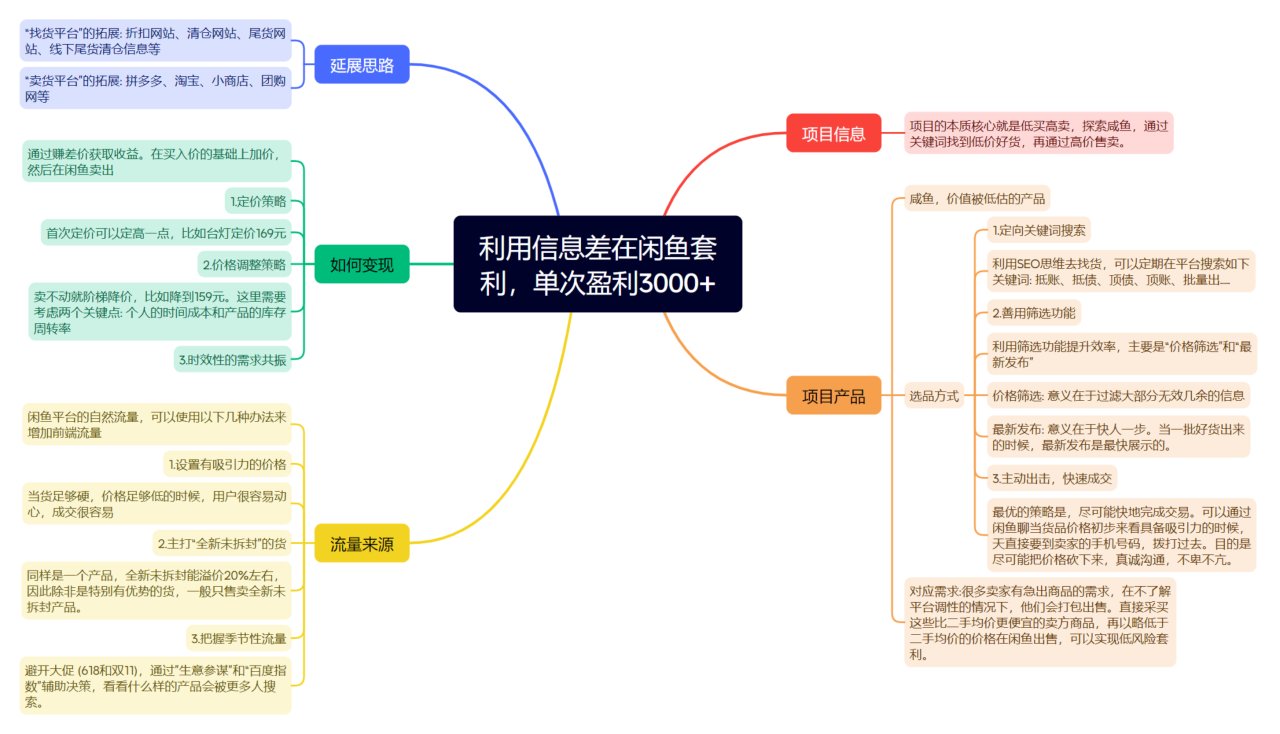 利用信息差在闲鱼套
利，单次盈利3000+
项目信息
项目的本质核心就是低买高卖，探索咸鱼，通过
关键词找到低价好货，再通过高价售卖。
项目产品
咸鱼，价值被低估的产品
选品方式
1.定向关键词搜索
利用SEO思维去找货，可以定期在平台搜索如下
关键词: 抵账、抵债、顶债、顶账、批量出....
2.善用筛选功能
利用筛选功能提升效率，主要是“价格筛选”和“最
新发布”
价格筛选: 意义在于过滤大部分无效几余的信息
最新发布: 意义在于快人一步。当一批好货出来
的时候，最新发布是最快展示的。
3.主动出击，快速成交
最优的策略是，尽可能快地完成交易。可以通过
闲鱼聊当货品价格初步来看具备吸引力的时候，
天直接要到卖家的手机号码，拨打过去。目的是
尽可能把价格砍下来，真诚沟通，不卑不亢。
对应需求:很多卖家有急出商品的需求，在不了解
平台调性的情况下，他们会打包出售。直接采买
这些比二手均价更便宜的卖方商品，再以略低于
二手均价的价格在闲鱼出售，可以实现低风险套
利。
流量来源
闲鱼平台的自然流量，可以使用以下几种办法来
增加前端流量
1.设置有吸引力的价格
当货足够硬，价格足够低的时候，用户很容易动
心，成交很容易
2.主打“全新未拆封”的货
同样是一个产品，全新未拆封能溢价20%左右，
因此除非是特别有优势的货，一般只售卖全新未
拆封产品。
3.把握季节性流量
避开大促 (618和双11)，通过”生意参谋”和“百度指
数”辅助决策，看看什么样的产品会被更多人搜
索。
如何变现
通过赚差价获取收益。在买入价的基础上加价，
然后在闲鱼卖出
1.定价策略
首次定价可以定高一点，比如台灯定价169元
2.价格调整策略
卖不动就阶梯降价，比如降到159元。这里需要
考虑两个关键点: 个人的时间成本和产品的库存
周转率
3.时效性的需求共振
延展思路
“找货平台”的拓展: 折扣网站、清仓网站、尾货网
站、线下尾货清仓信息等
“卖货平台”的拓展: 拼多多、淘宝、小商店、团购
网等